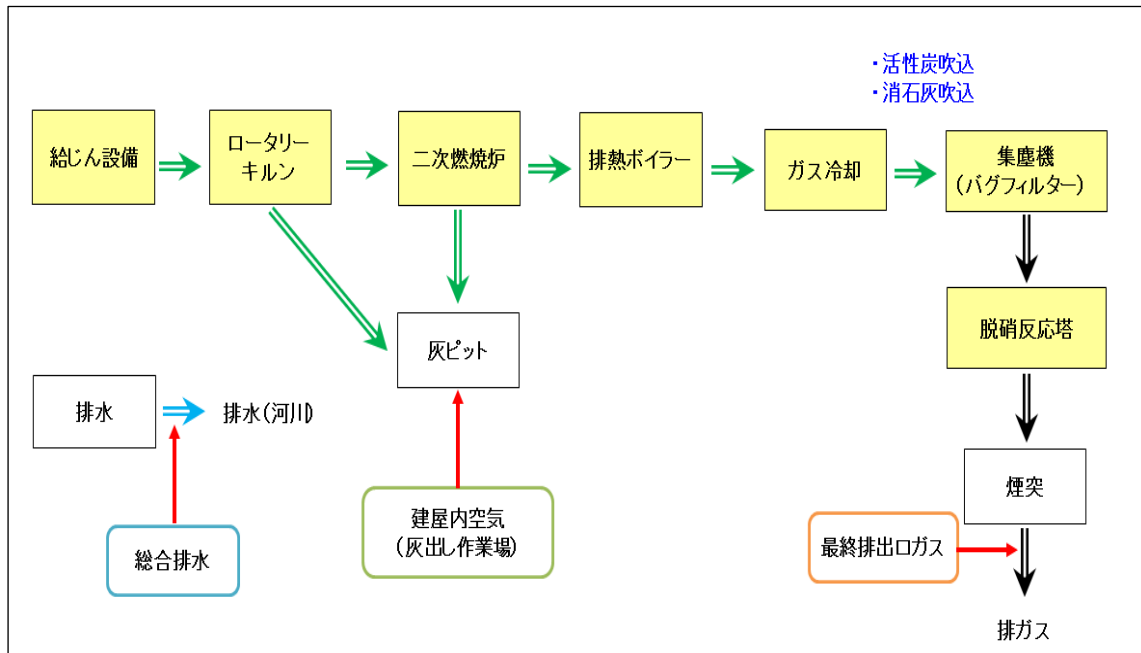 ・活性炭吹込
・消石灰吹込
給じん設備
ロータリー
キルン
二次燃焼炉
排熱ボイラー
ガス冷却
集塵機
(バグフィルター)
脱硝反応塔
灰ピット
排水
排水(河川)
煙突
建屋内空気
(灰出し作業場)
総合排水
最終排出口ガス
排ガス